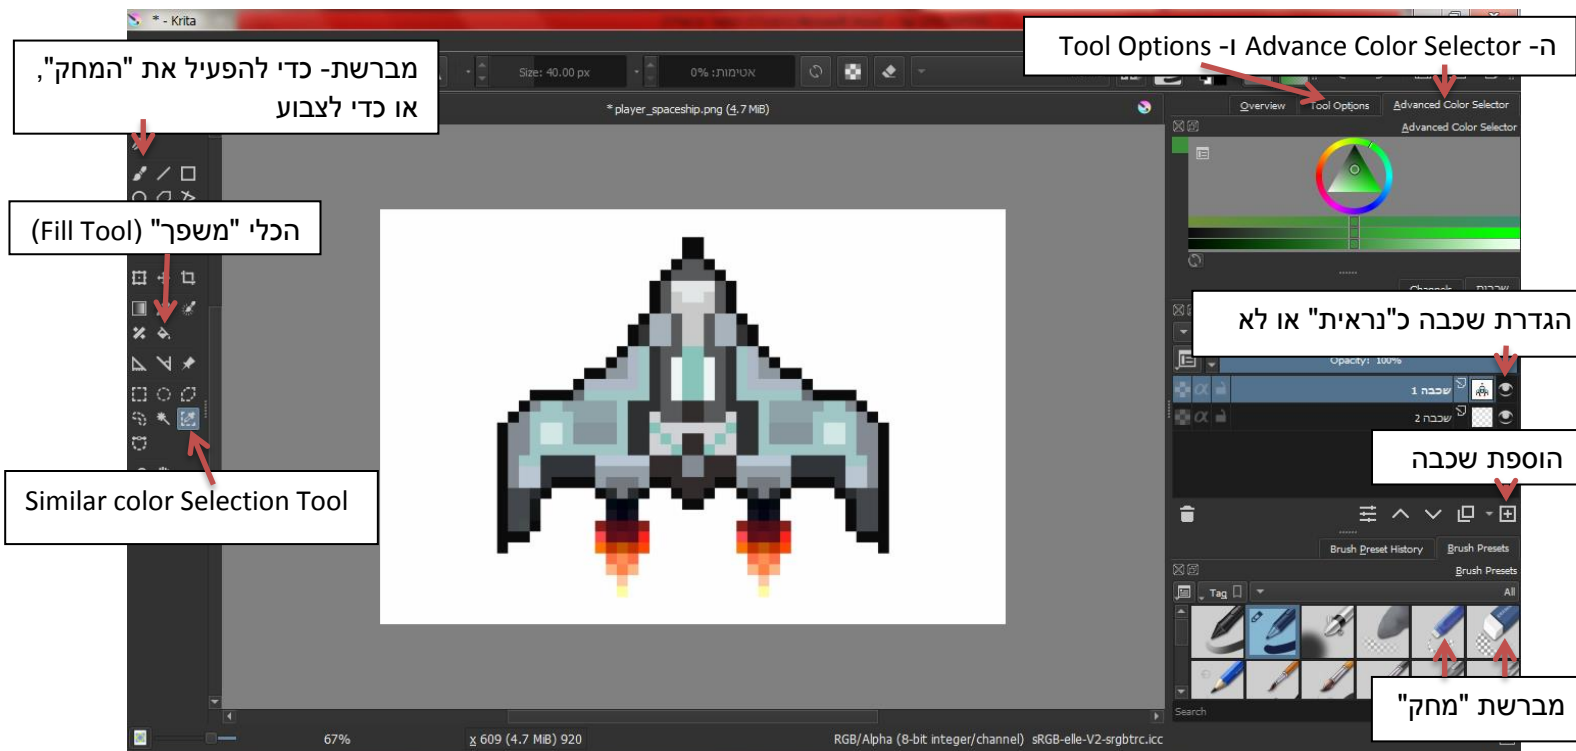 * - Krita
מברשת- כדי להפעיל את "המחק",
או כדי לצבוע
ה- Advance Color Selector ו- Tool Options
Size: 40.00 px
אטימות: 0%
* player_spaceship.png (4.7 MiB)
Overview
Tool Options
Advanced Color Selector
Advanced Color Selector
הכלי "משפך" (Fill Tool)
Channels
שכבות
הגדרת שכבה כ"נראית" או לא
Opacity: 100%
שכבה 1
שכבה 2
הוספת שכבה
Similar color Selection Tool
Brush Preset History
Brush Presets
Brush Presets
Tag
All
מברשת "מחק"
Search
67%
x 609 (4.7 MiB) 920
RGB/Alpha (8-bit integer/channel) sRGB-elle-V2-srgbtrc.icc